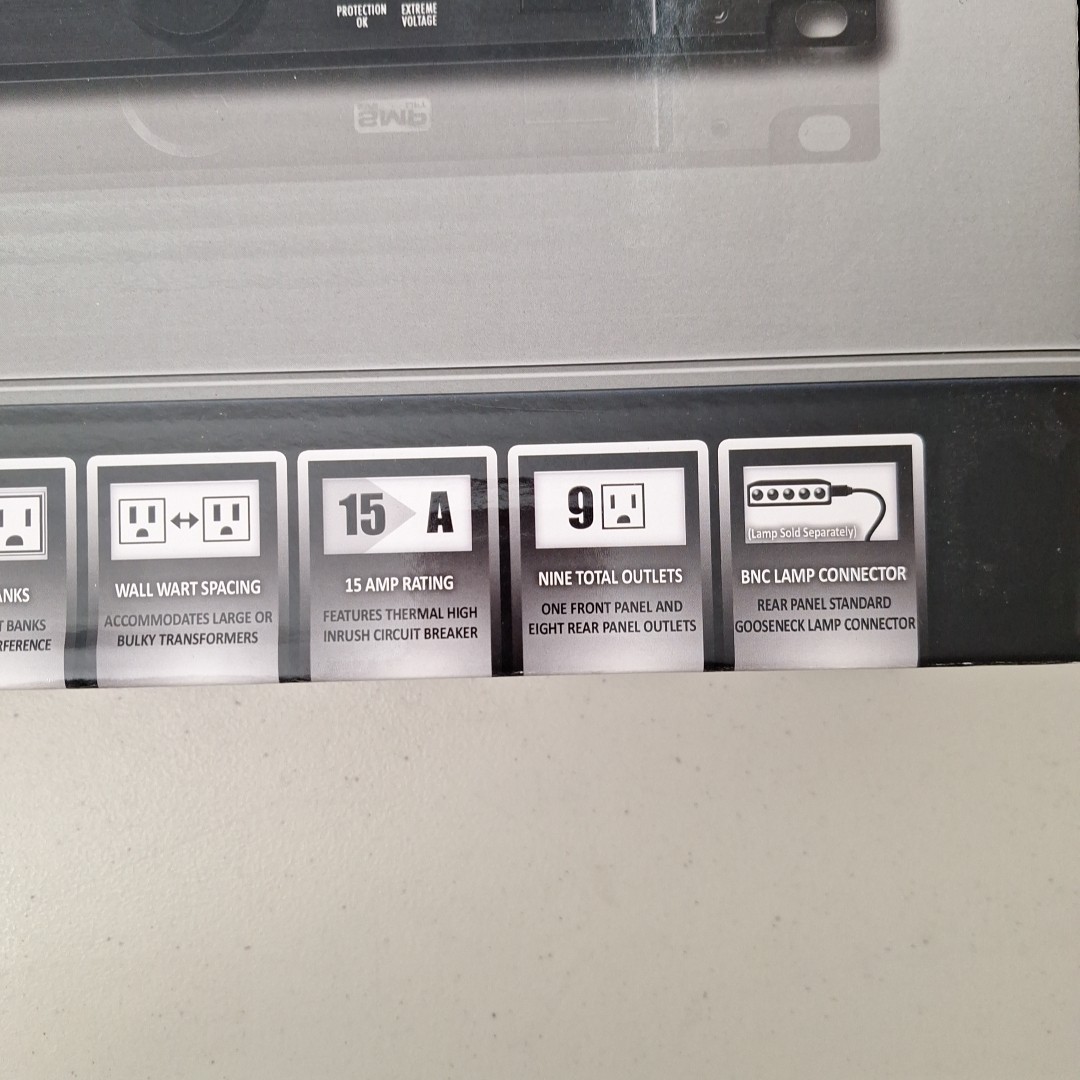 PROTECTION OK
EXTREME VOLTAGE
SMP
ANKS
T BANKS
RFERENCE
WALL WART SPACING
ACCOMMODATES LARGE OR
BULKY TRANSFORMERS
15 A
15 AMP RATING
FEATURES THERMAL HIGH
INRUSH CIRCUIT BREAKER
9
NINE TOTAL OUTLETS
ONE FRONT PANEL AND
EIGHT REAR PANEL OUTLETS
(Lamp Sold Separately)
BNC LAMP CONNECTOR
REAR PANEL STANDARD
GOOSENECK LAMP CONNECTOR